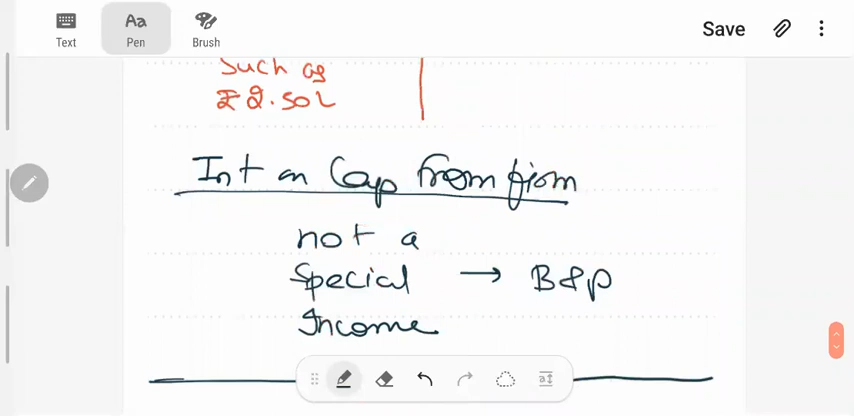 Text
Pen
Brush
Save
Such as
₹2.50L
Int on Cap from firm
not a
Special → B&P
Income